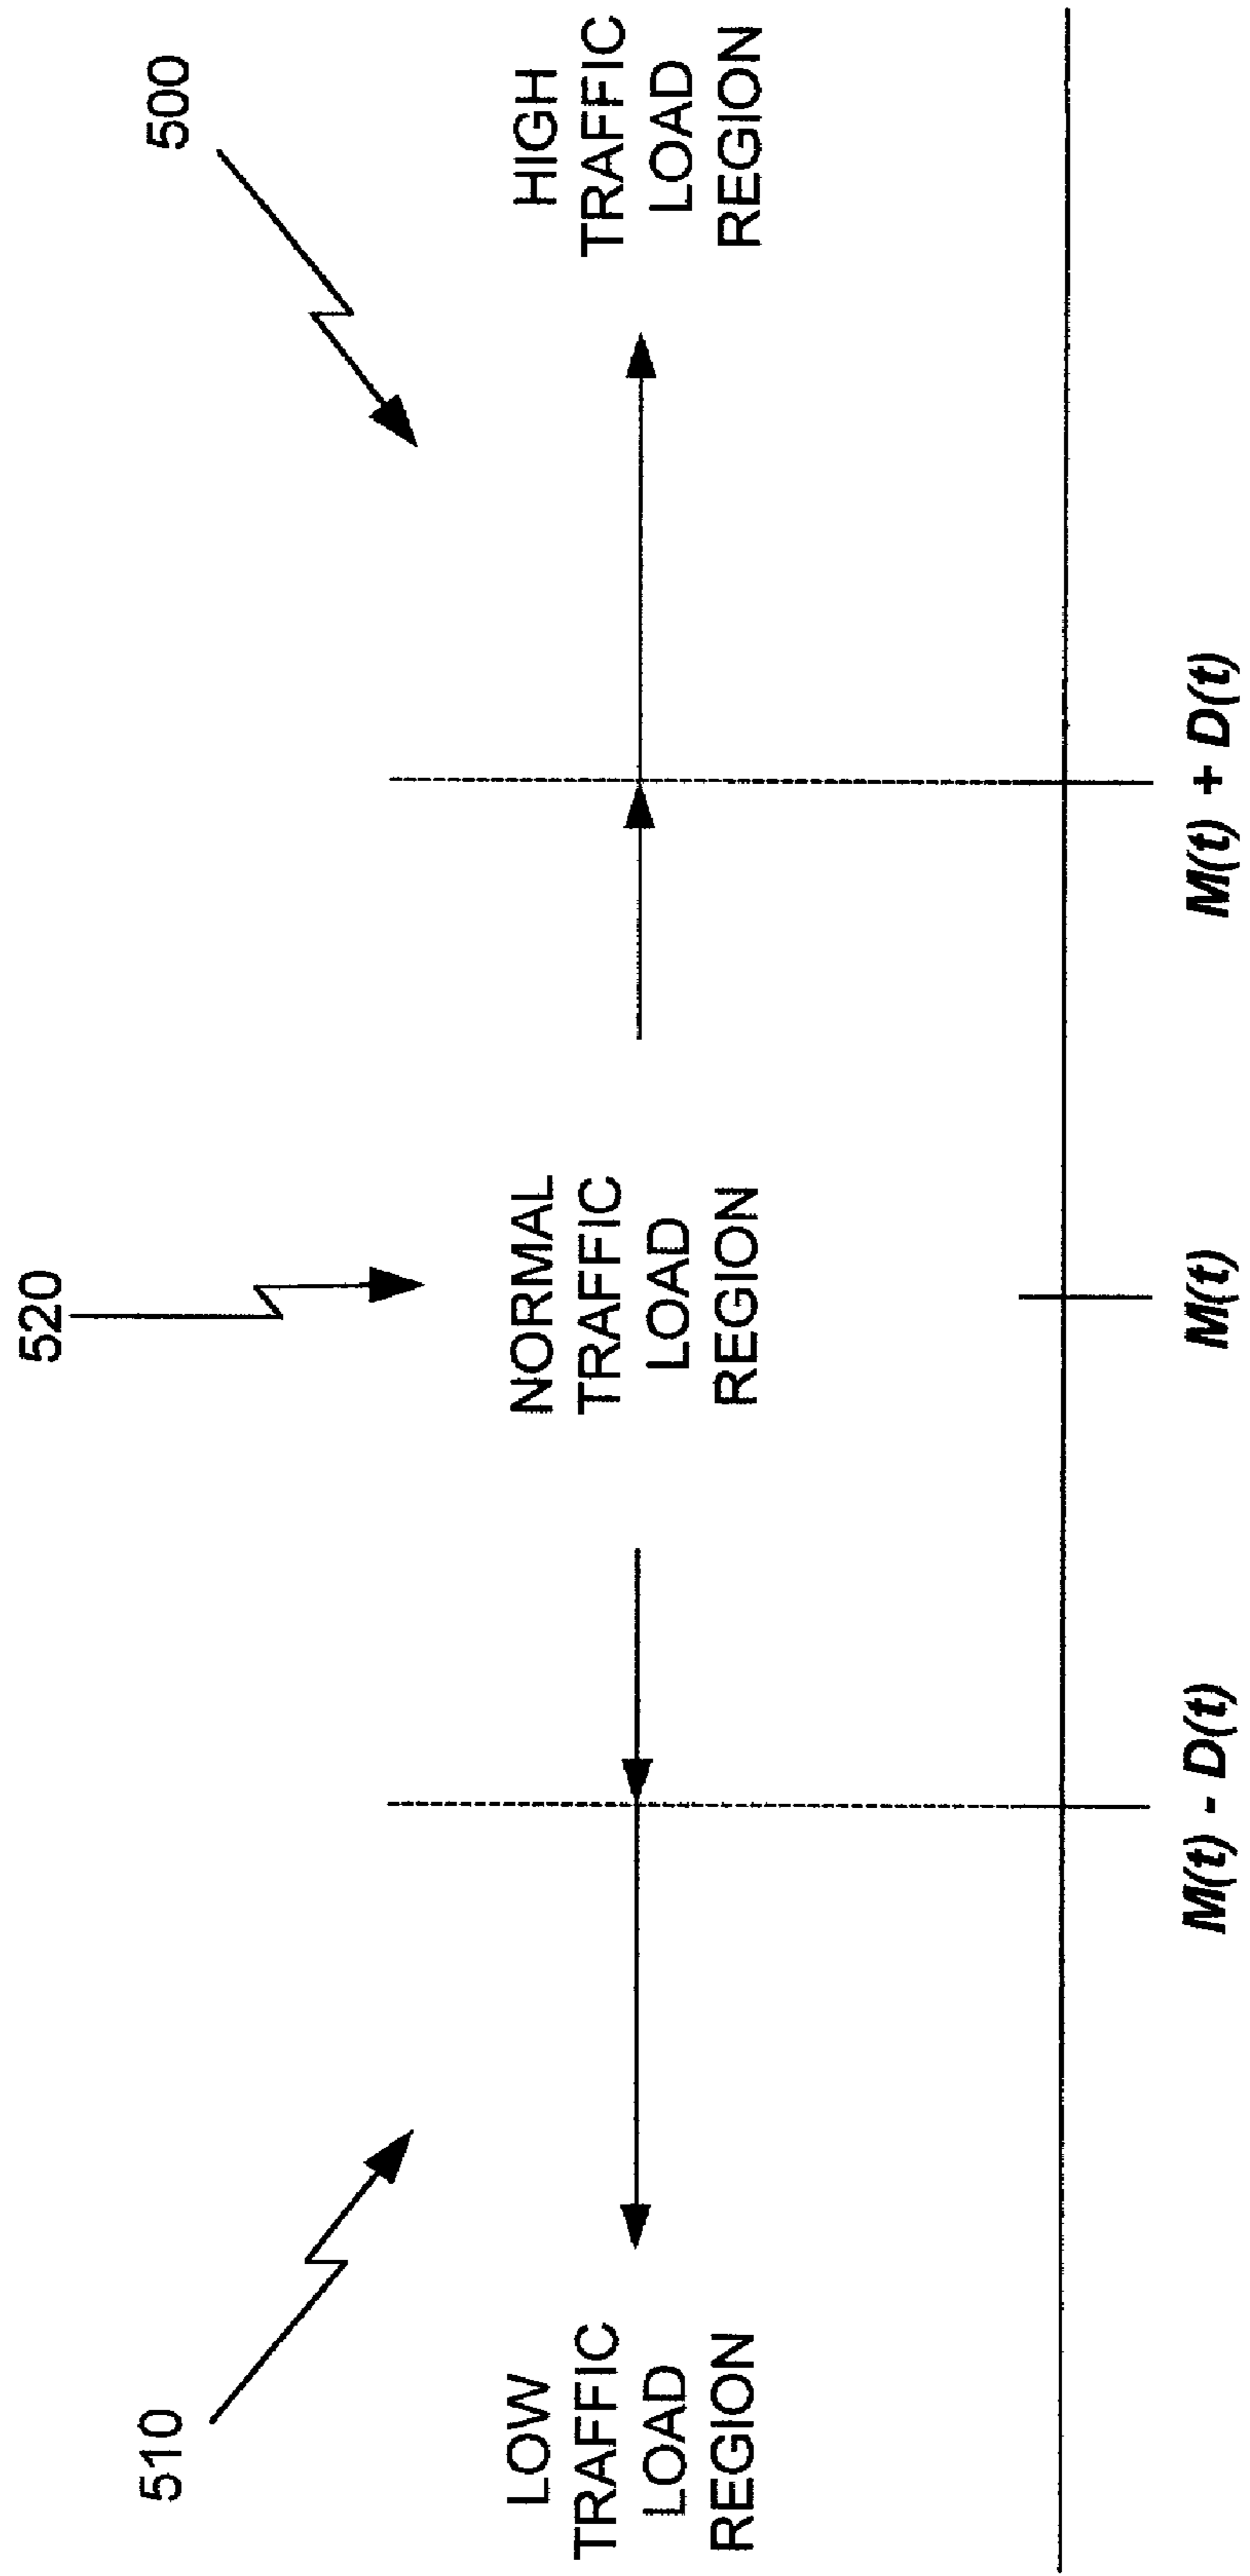 520
510
500
LOW
TRAFFIC
LOAD
REGION
NORMAL
TRAFFIC
LOAD
REGION
HIGH
TRAFFIC
LOAD
REGION
M(t) - D(t)
M(t)
M(t) + D(t)